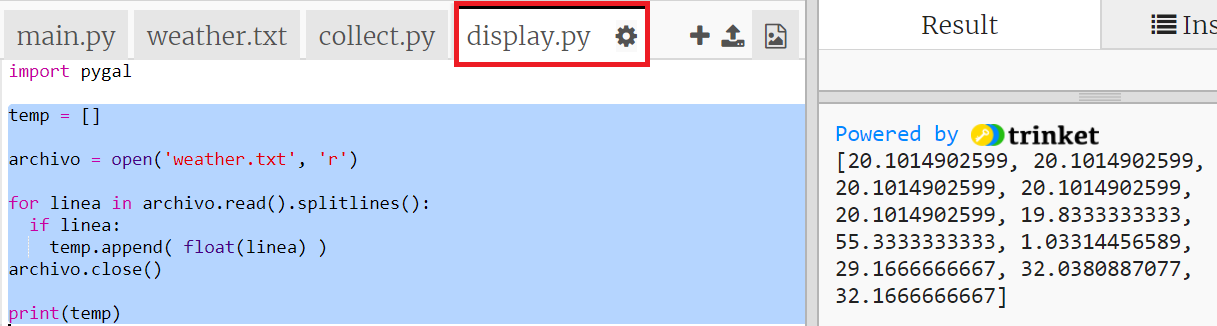 main.py weather.txt collect.py display.py
import pygal
temp = []
archivo = open('weather.txt', 'r')
for linea in archivo.read().splitlines():
  if linea:
    temp.append( float(linea) )
archivo.close()
print(temp)
Result Ins
Powered by trinket
[20.1014902599, 20.1014902599,
20.1014902599, 20.1014902599,
20.1014902599, 19.8333333333,
55.3333333333, 1.03314456589,
29.1666666667, 32.0380887077,
32.1666666667]